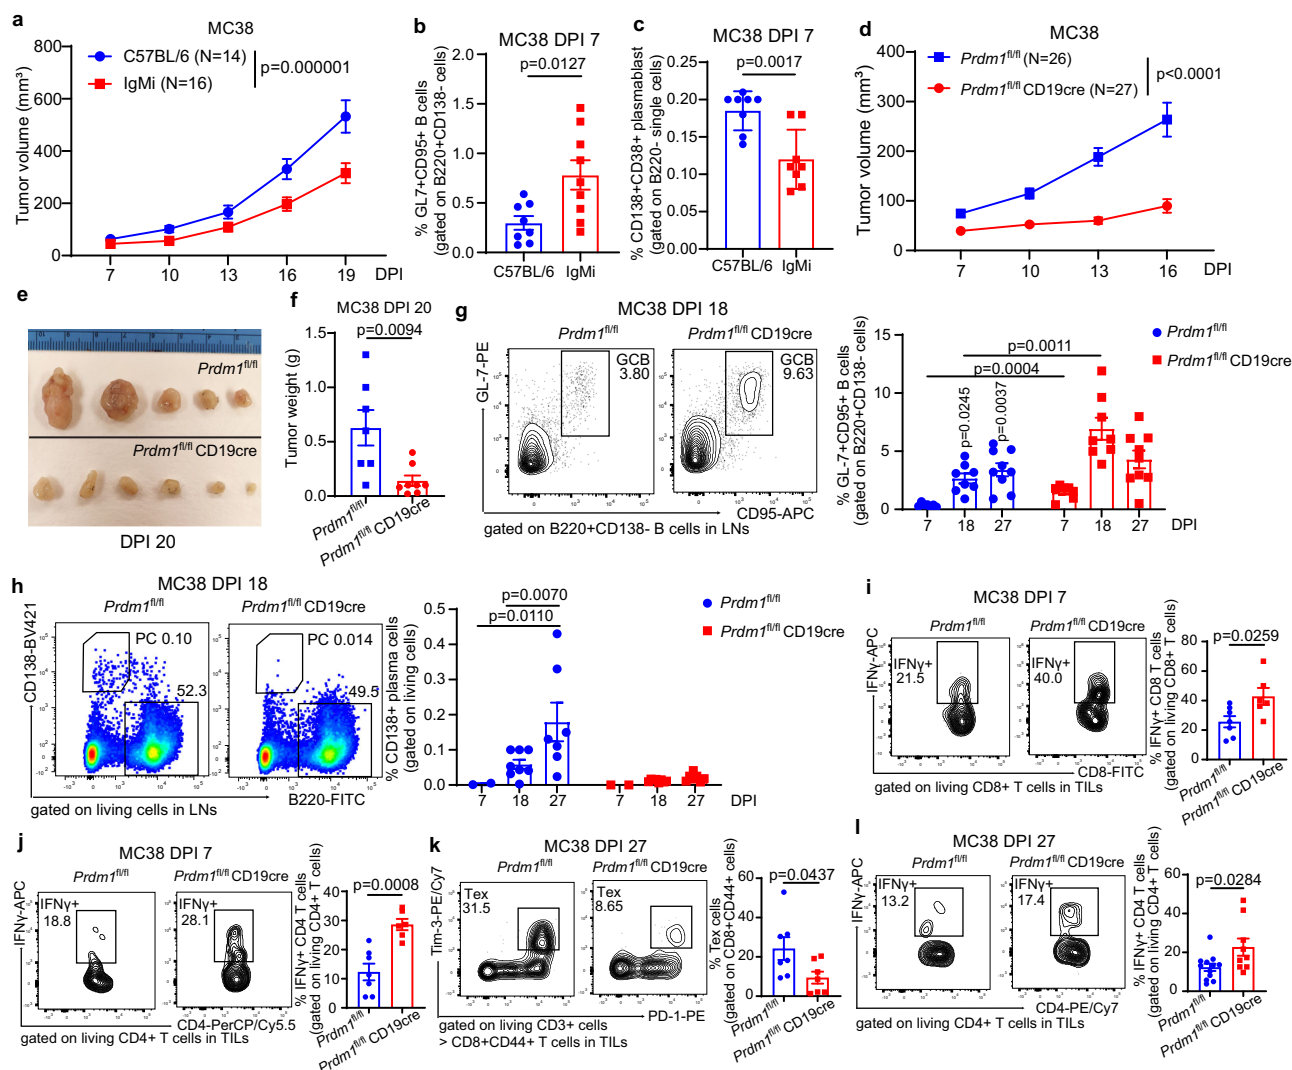 a
MC38
Tumor volume (mm³)
800
600
400
200
0
C57BL/6 (N=14)
IgMi (N=16)
p=0.000001
7 10 13 16 19 DPI
b
MC38 DPI 7
% GL7+CD95+ B cells
(gated on B220+CD138- cells)
2.0
1.5
1.0
0.5
0.0
p=0.0127
C57BL/6 IgMi
c
MC38 DPI 7
% CD138+CD38+ plasmablast
(gated on B220- single cells)
0.25
0.20
0.15
0.10
0.05
0.00
p=0.0017
C57BL/6 IgMi
d
MC38
Tumor volume (mm³)
400
300
200
100
0
Prdm1fl/fl (N=26)
Prdm1fl/fl CD19cre (N=27)
p<0.0001
7 10 13 16 DPI
e
Prdm1fl/fl
Prdm1fl/fl CD19cre
DPI 20
f
MC38 DPI 20
Tumor weight (g)
1.5
1.0
0.5
0.0
p=0.0094
Prdm1fl/fl
Prdm1fl/fl CD19cre
g
MC38 DPI 18
Prdm1fl/fl
Prdm1fl/fl CD19cre
GL-7-PE
GCB
3.80
GCB
9.63
CD95-APC
gated on B220+CD138- B cells in LNs
% GL-7+CD95+ B cells
(gated on B220+CD138- cells)
15
10
5
0
p=0.0011
p=0.0004
p=0.0245
p=0.0037
7 18 27 7 18 27 DPI
Prdm1fl/fl
Prdm1fl/fl CD19cre
h
MC38 DPI 18
Prdm1fl/fl
Prdm1fl/fl CD19cre
CD138-BV421
PC 0.10
52.3
PC 0.014
49.5
B220-FITC
gated on living cells in LNs
% CD138+ plasma cells
(gated on living cells)
0.5
0.4
0.3
0.2
0.1
0.0
p=0.0070
p=0.0110
7 18 27 7 18 27 DPI
Prdm1fl/fl
Prdm1fl/fl CD19cre
i
MC38 DPI 7
Prdm1fl/fl
Prdm1fl/fl CD19cre
IFNγ-APC
IFNγ+
21.5
IFNγ+
40.0
CD8-FITC
gated on living CD8+ T cells in TILs
% IFNγ+ CD8 T cells
(gated on living CD8+ T cells)
80
60
40
20
0
p=0.0259
Prdm1fl/fl
Prdm1fl/fl CD19cre
j
MC38 DPI 7
Prdm1fl/fl
Prdm1fl/fl CD19cre
IFNγ-APC
IFNγ+
18.8
IFNγ+
28.1
CD4-PerCP/Cy5.5
gated on living CD4+ T cells in TILs
% IFNγ+ CD4 T cells
(gated on living CD4+ T cells)
40
30
20
10
0
p=0.0008
Prdm1fl/fl
Prdm1fl/fl CD19cre
k
MC38 DPI 27
Prdm1fl/fl
Prdm1fl/fl CD19cre
Tim-3-PE/Cy7
Tex
31.5
Tex
8.65
PD-1-PE
gated on living CD3+ cells
> CD8+CD44+ T cells in TILs
% Tex cells
(gated on CD8+CD44+ cells)
60
40
20
0
p=0.0437
Prdm1fl/fl
Prdm1fl/fl CD19cre
l
MC38 DPI 27
Prdm1fl/fl
Prdm1fl/fl CD19cre
IFNγ-APC
IFNγ+
13.2
IFNγ+
17.4
CD4-PE/Cy7
gated on living CD4+ T cells in TILs
% IFNγ+ CD4 T cells
(gated on living CD4+ T cells)
60
40
20
0
p=0.0284
Prdm1fl/fl
Prdm1fl/fl CD19cre